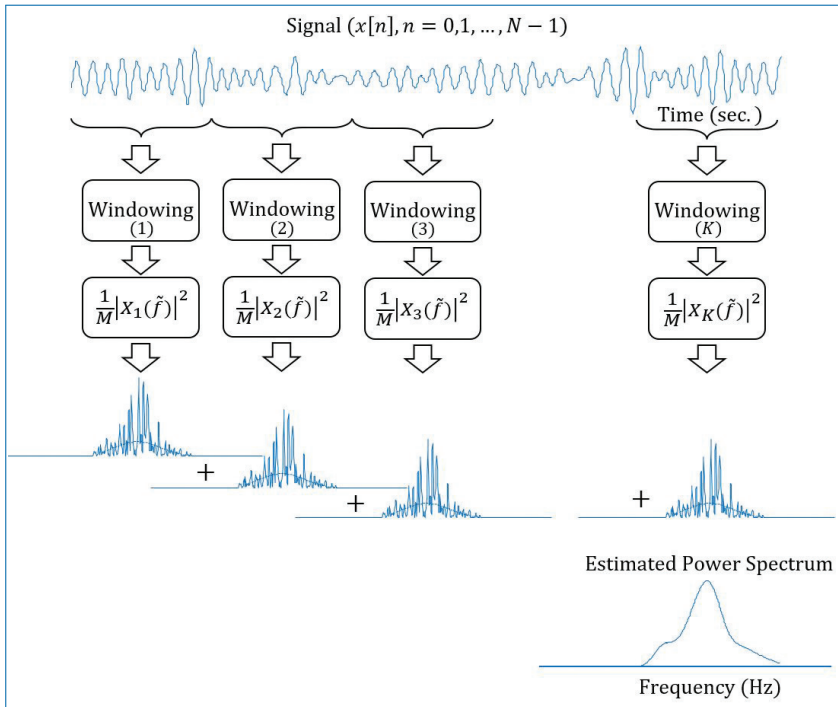 Signal (x[n], n = 0,1, …, N − 1)
Time (sec.)
Windowing Windowing Windowing Windowing
(1) (2) (3) (K)
1/M |X₁(f̃)|² 1/M |X₂(f̃)|² 1/M |X₃(f̃)|² 1/M |X_K(f̃)|²
+ + + 
Estimated Power Spectrum
Frequency (Hz)